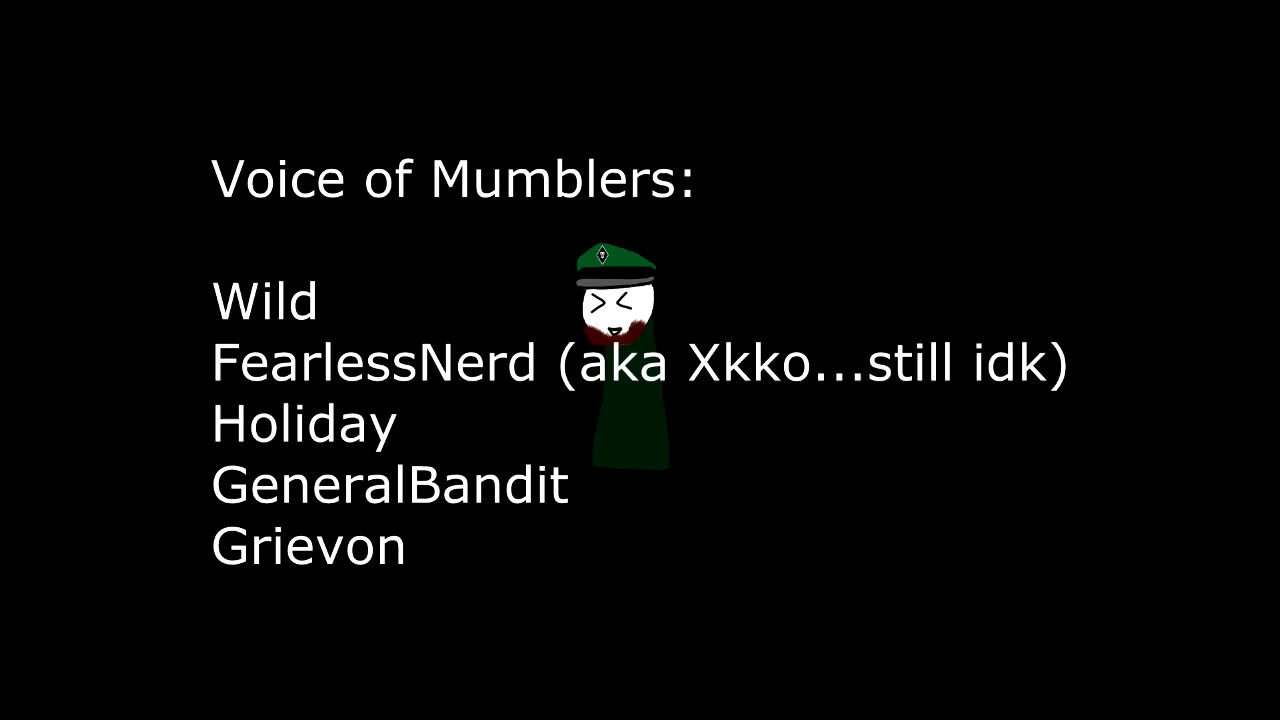 Voice of Mumblers:
Wild
FearlessNerd (aka Xkko...still idk)
Holiday
GeneralBandit
Grievon